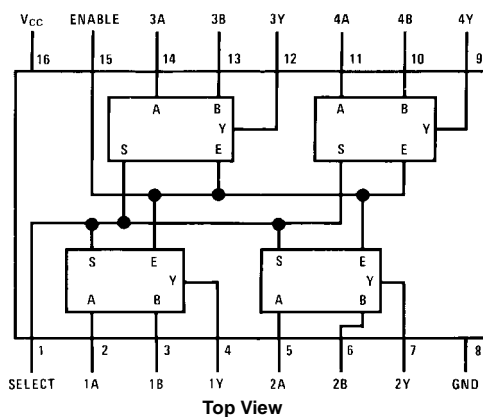 VCC ENABLE 3A 3B 3Y 4A 4B 4Y
16 15 14 13 12 11 10 9
A B A B
Y Y
S E S E
S E S E
Y Y
A B A B
1 2 3 4 5 6 7 8
SELECT 1A 1B 1Y 2A 2B 2Y GND
Top View